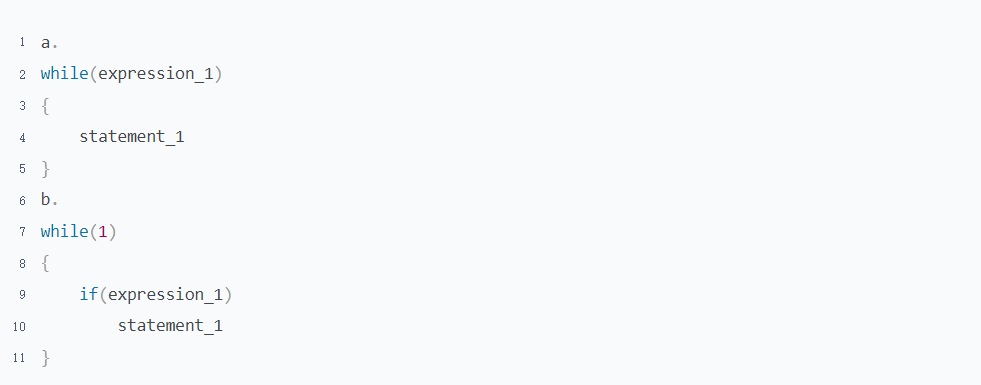 1 a.
2 while(expression_1)
3 {
4     statement_1
5 }
6 b.
7 while(1)
8 {
9     if(expression_1)
10         statement_1
11 }